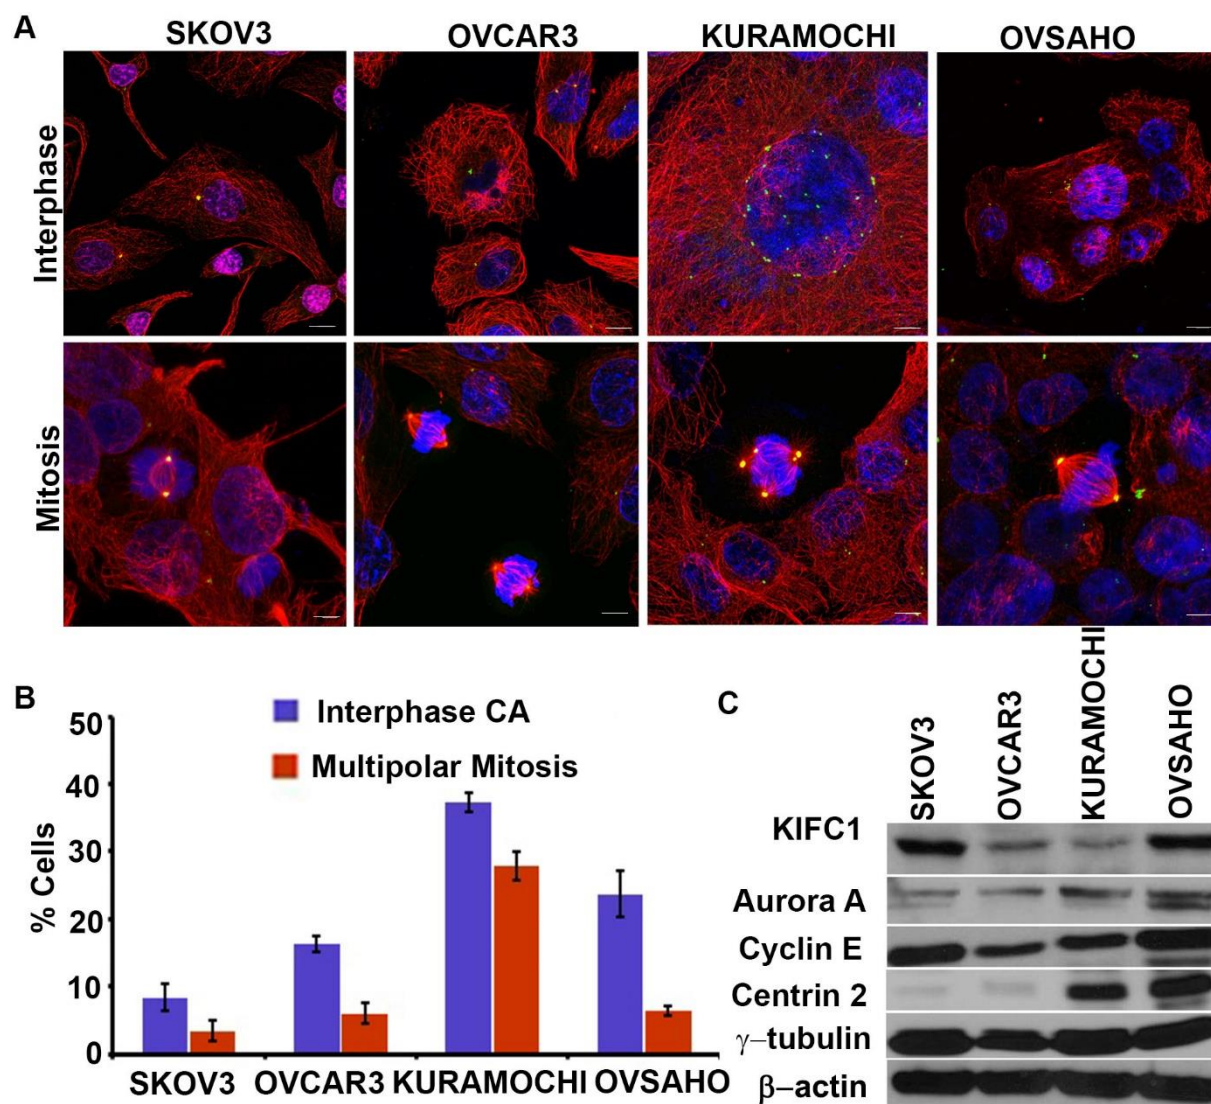 A
SKOV3 OVCAR3 KURAMOCHI OVSAHO
Interphase
Mitosis
B
Interphase CA
Multipolar Mitosis
% Cells
50
40
30
20
10
0
SKOV3 OVCAR3 KURAMOCHI OVSAHO
C
SKOV3
OVCAR3
KURAMOCHI
OVSAHO
KIFC1
Aurora A
Cyclin E
Centrin 2
γ–tubulin
β–actin